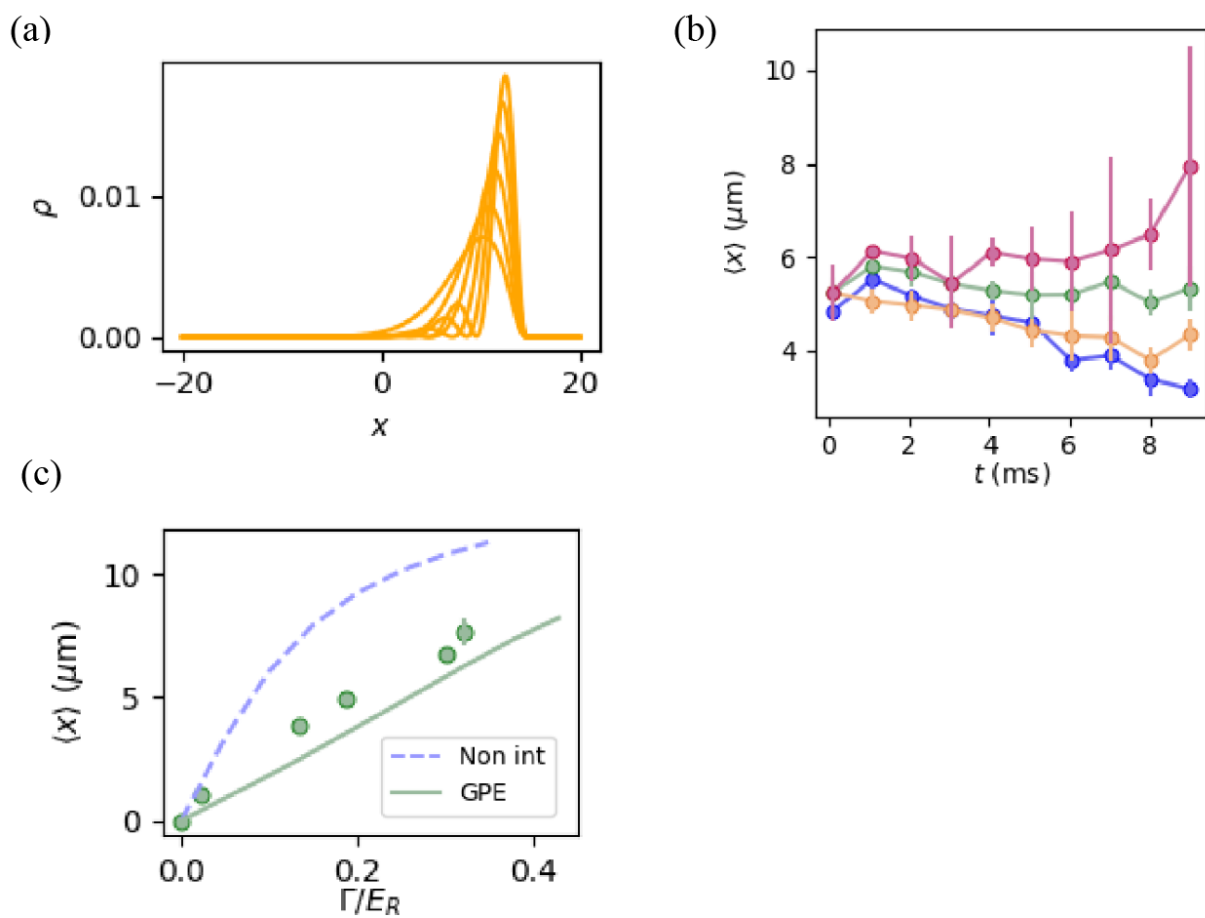 (a)
0.01
0.00
ρ
−20
0
20
x
(b)
10
8
6
4
⟨x⟩ (μm)
0
2
4
6
8
t (ms)
(c)
10
5
0
⟨x⟩ (μm)
Non int
GPE
0.0
0.2
0.4
Γ/E_R